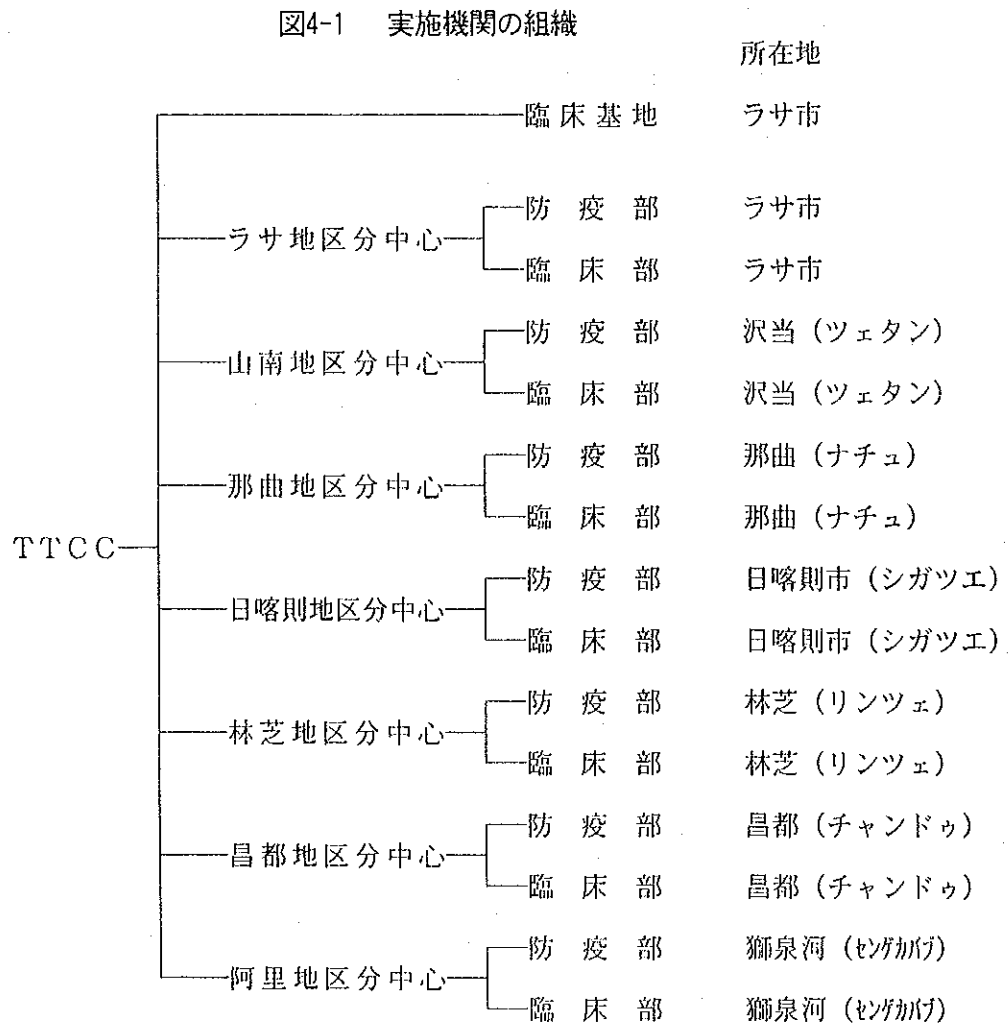 図4-1 実施機関の組織
所在地
臨床基地 ラサ市
防疫部 ラサ市
ラサ地区分中心
臨床部 ラサ市
防疫部 沢当（ツェタン）
山南地区分中心
臨床部 沢当（ツェタン）
防疫部 那曲（ナチュ）
那曲地区分中心
臨床部 那曲（ナチュ）
TTCC
防疫部 日喀則市（シガツエ）
日喀則地区分中心
臨床部 日喀則市（シガツエ）
防疫部 林芝（リンツェ）
林芝地区分中心
臨床部 林芝（リンツェ）
防疫部 昌都（チャンドゥ）
昌都地区分中心
臨床部 昌都（チャンドゥ）
防疫部 獅泉河（ｾﾝｹﾞｶﾊﾞﾌﾞ）
阿里地区分中心
臨床部 獅泉河（ｾﾝｹﾞｶﾊﾞﾌﾞ）